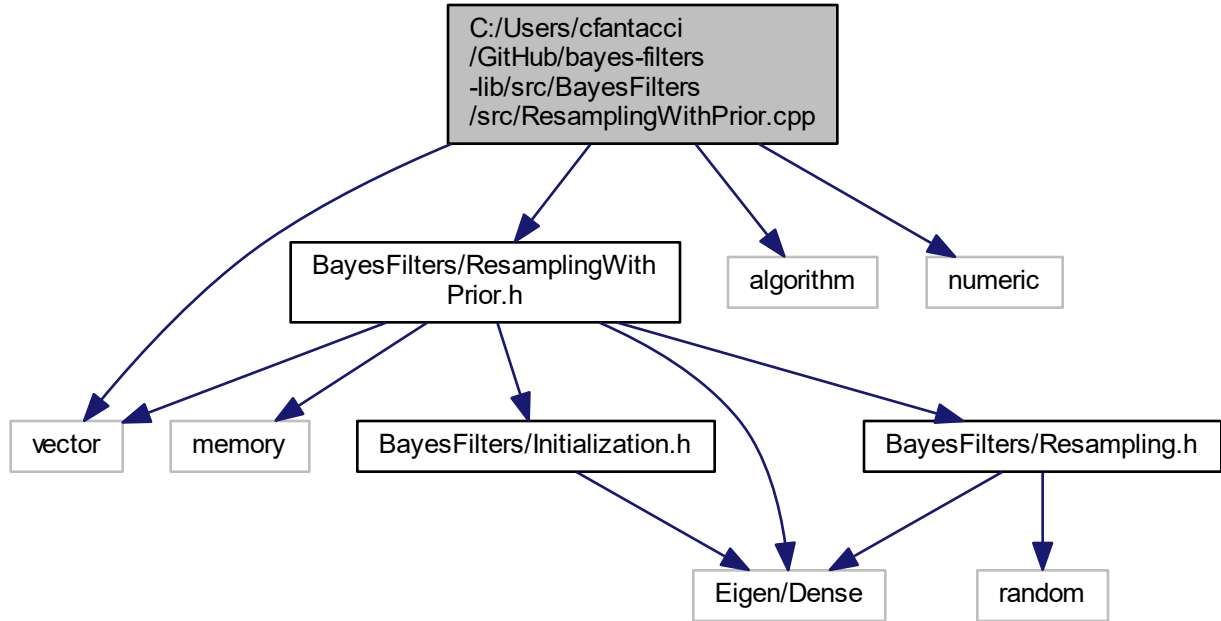 C:/Users/cfantacci
/GitHub/bayes-filters
-lib/src/BayesFilters
/src/ResamplingWithPrior.cpp
BayesFilters/ResamplingWith
Prior.h
algorithm
numeric
vector
memory
BayesFilters/Initialization.h
BayesFilters/Resampling.h
Eigen/Dense
random